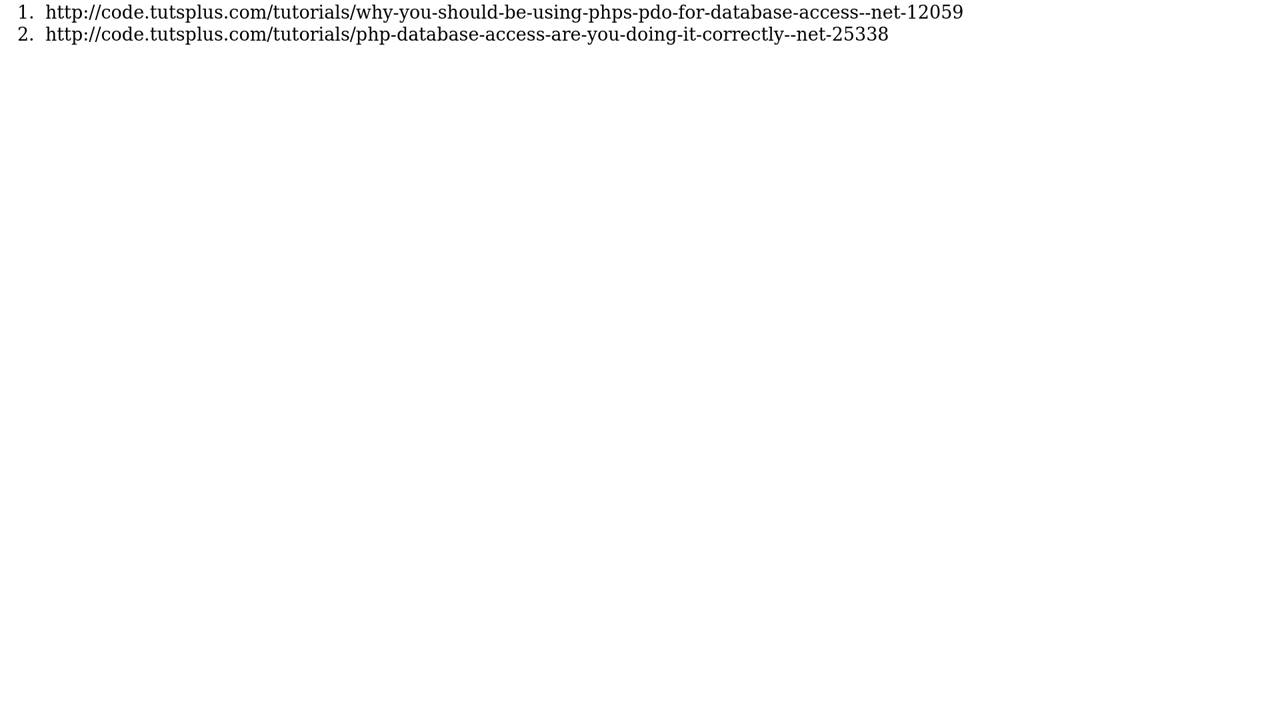 1. http://code.tutsplus.com/tutorials/why-you-should-be-using-phps-pdo-for-database-access--net-12059
2. http://code.tutsplus.com/tutorials/php-database-access-are-you-doing-it-correctly--net-25338